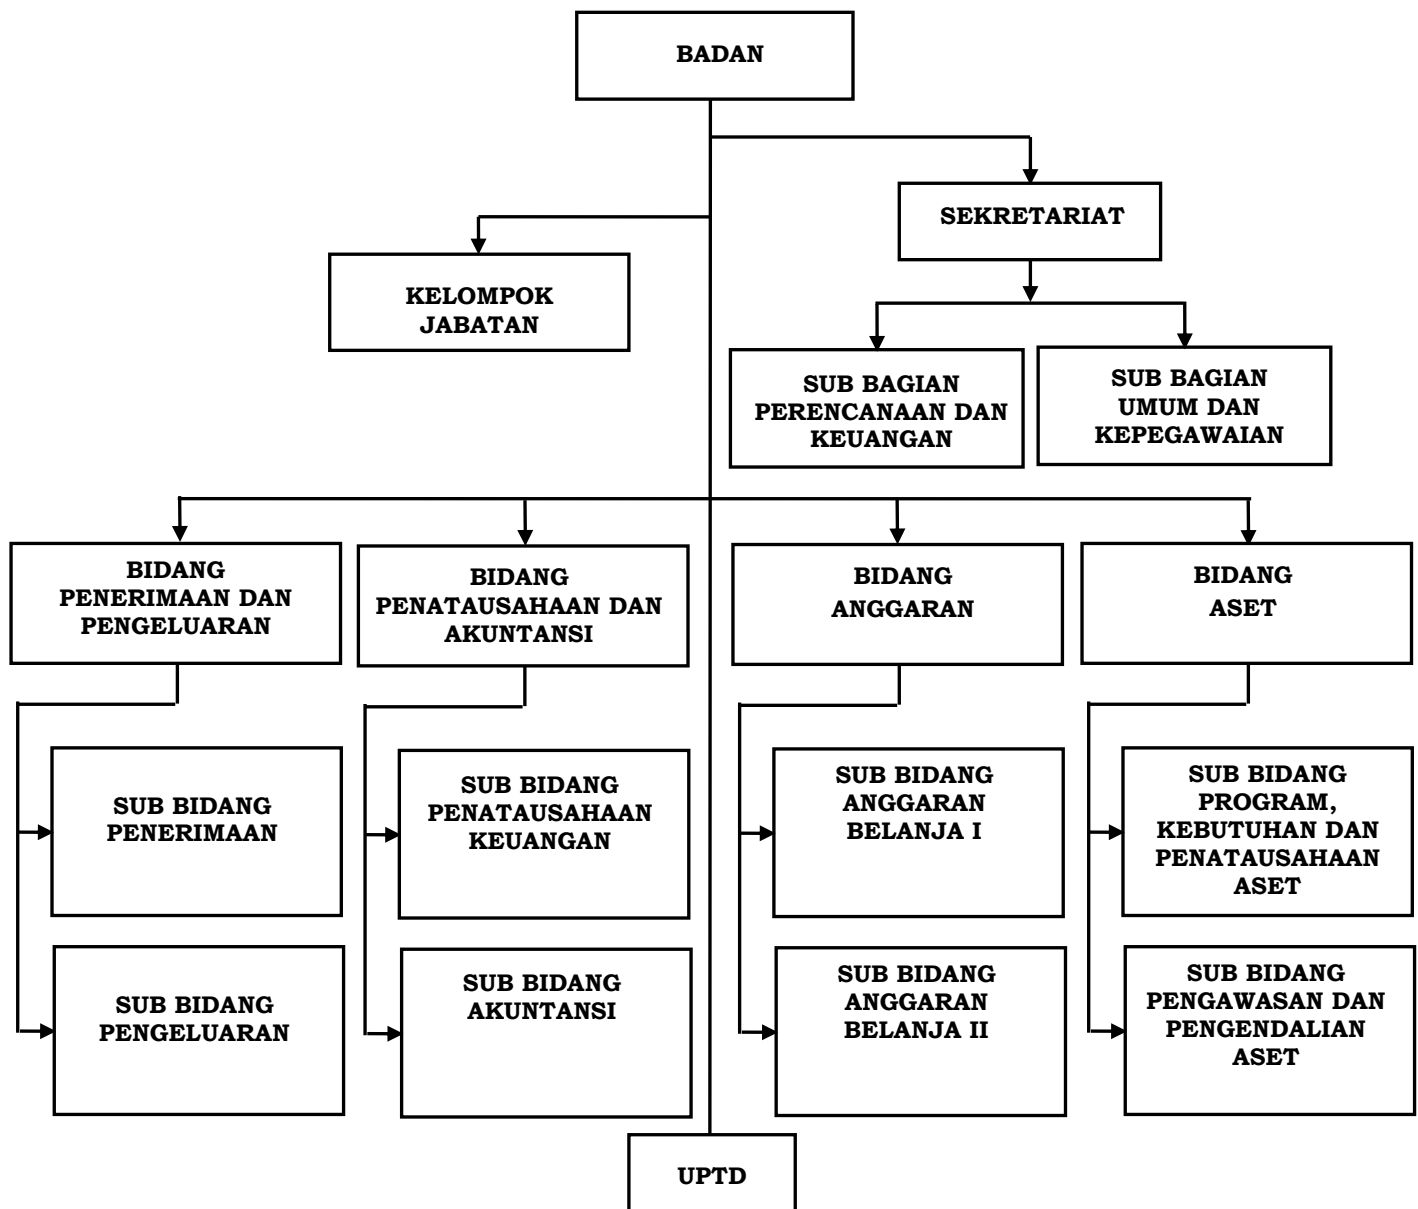 BADAN
SEKRETARIAT
KELOMPOK
JABATAN
SUB BAGIAN
PERENCANAAN DAN
KEUANGAN
SUB BAGIAN
UMUM DAN
KEPEGAWAIAN
BIDANG
PENERIMAAN DAN
PENGELUARAN
BIDANG
PENATAUSAHAAN DAN
AKUNTANSI
BIDANG
ANGGARAN
BIDANG
ASET
SUB BIDANG
PENERIMAAN
SUB BIDANG
PENATAUSAHAAN
KEUANGAN
SUB BIDANG
ANGGARAN
BELANJA I
SUB BIDANG
PROGRAM,
KEBUTUHAN DAN
PENATAUSAHAAN
ASET
SUB BIDANG
PENGELUARAN
SUB BIDANG
AKUNTANSI
SUB BIDANG
ANGGARAN
BELANJA II
SUB BIDANG
PENGAWASAN DAN
PENGENDALIAN
ASET
UPTD